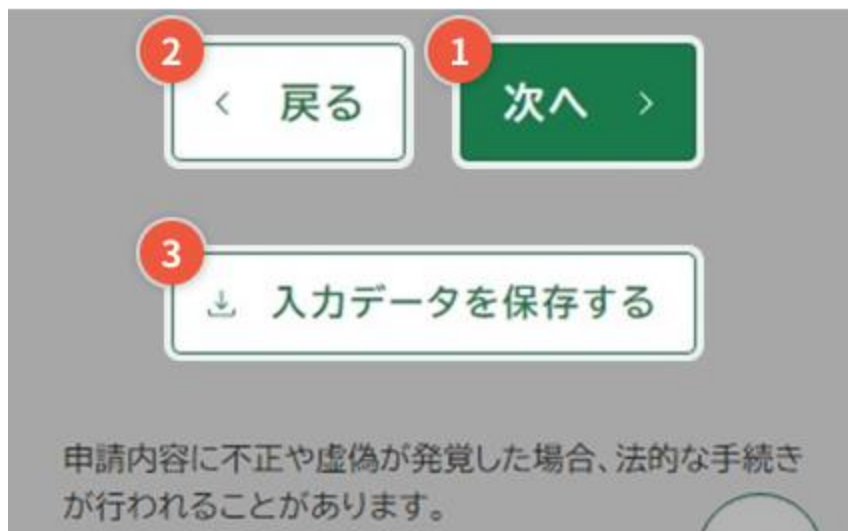 2
戻る
1
次へ
3
入力データを保存する
申請内容に不正や虚偽が発覚した場合、法的な手続き
が行われることがあります。